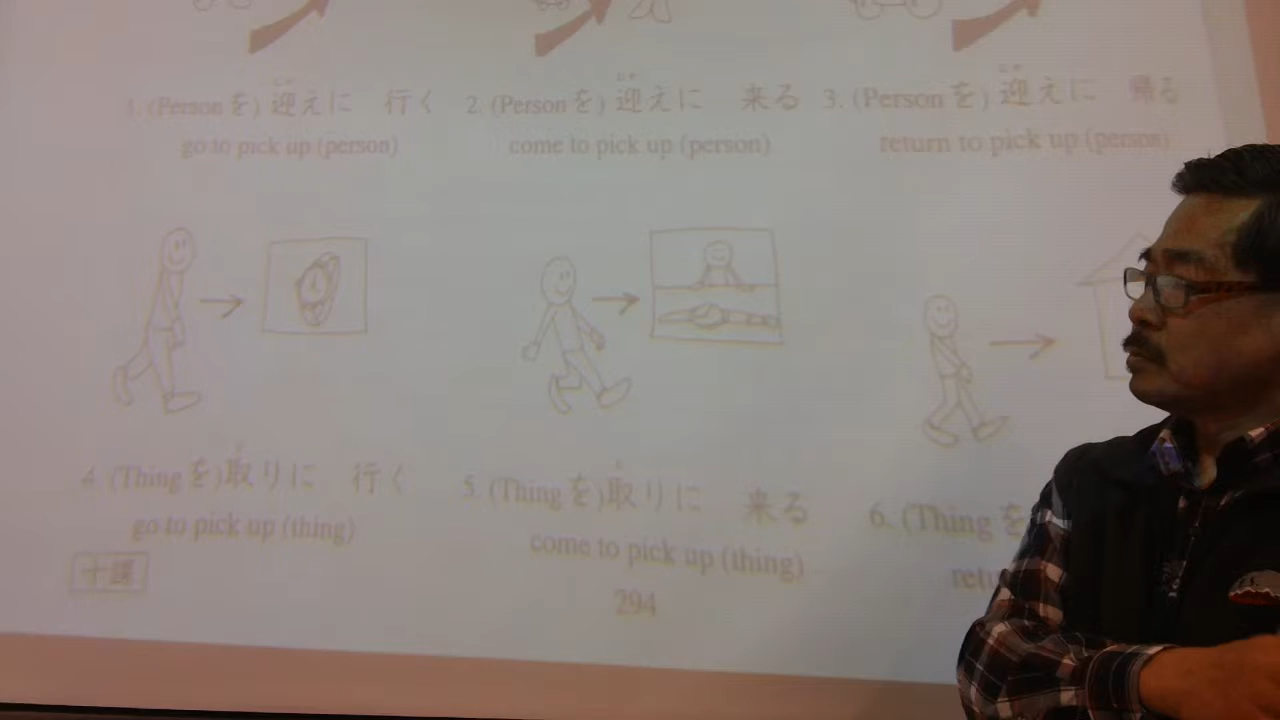 1. (Person を) 迎えに 行く 2. (Person を) 迎えに 来る 3. (Person を) 迎えに 帰る
go to pick up (person) come to pick up (person) return to pick up (person)
4. (Thing を) 取りに 行く 5. (Thing を) 取りに 来る 6. (Thing を
go to pick up (thing) come to pick up (thing)
十課
294